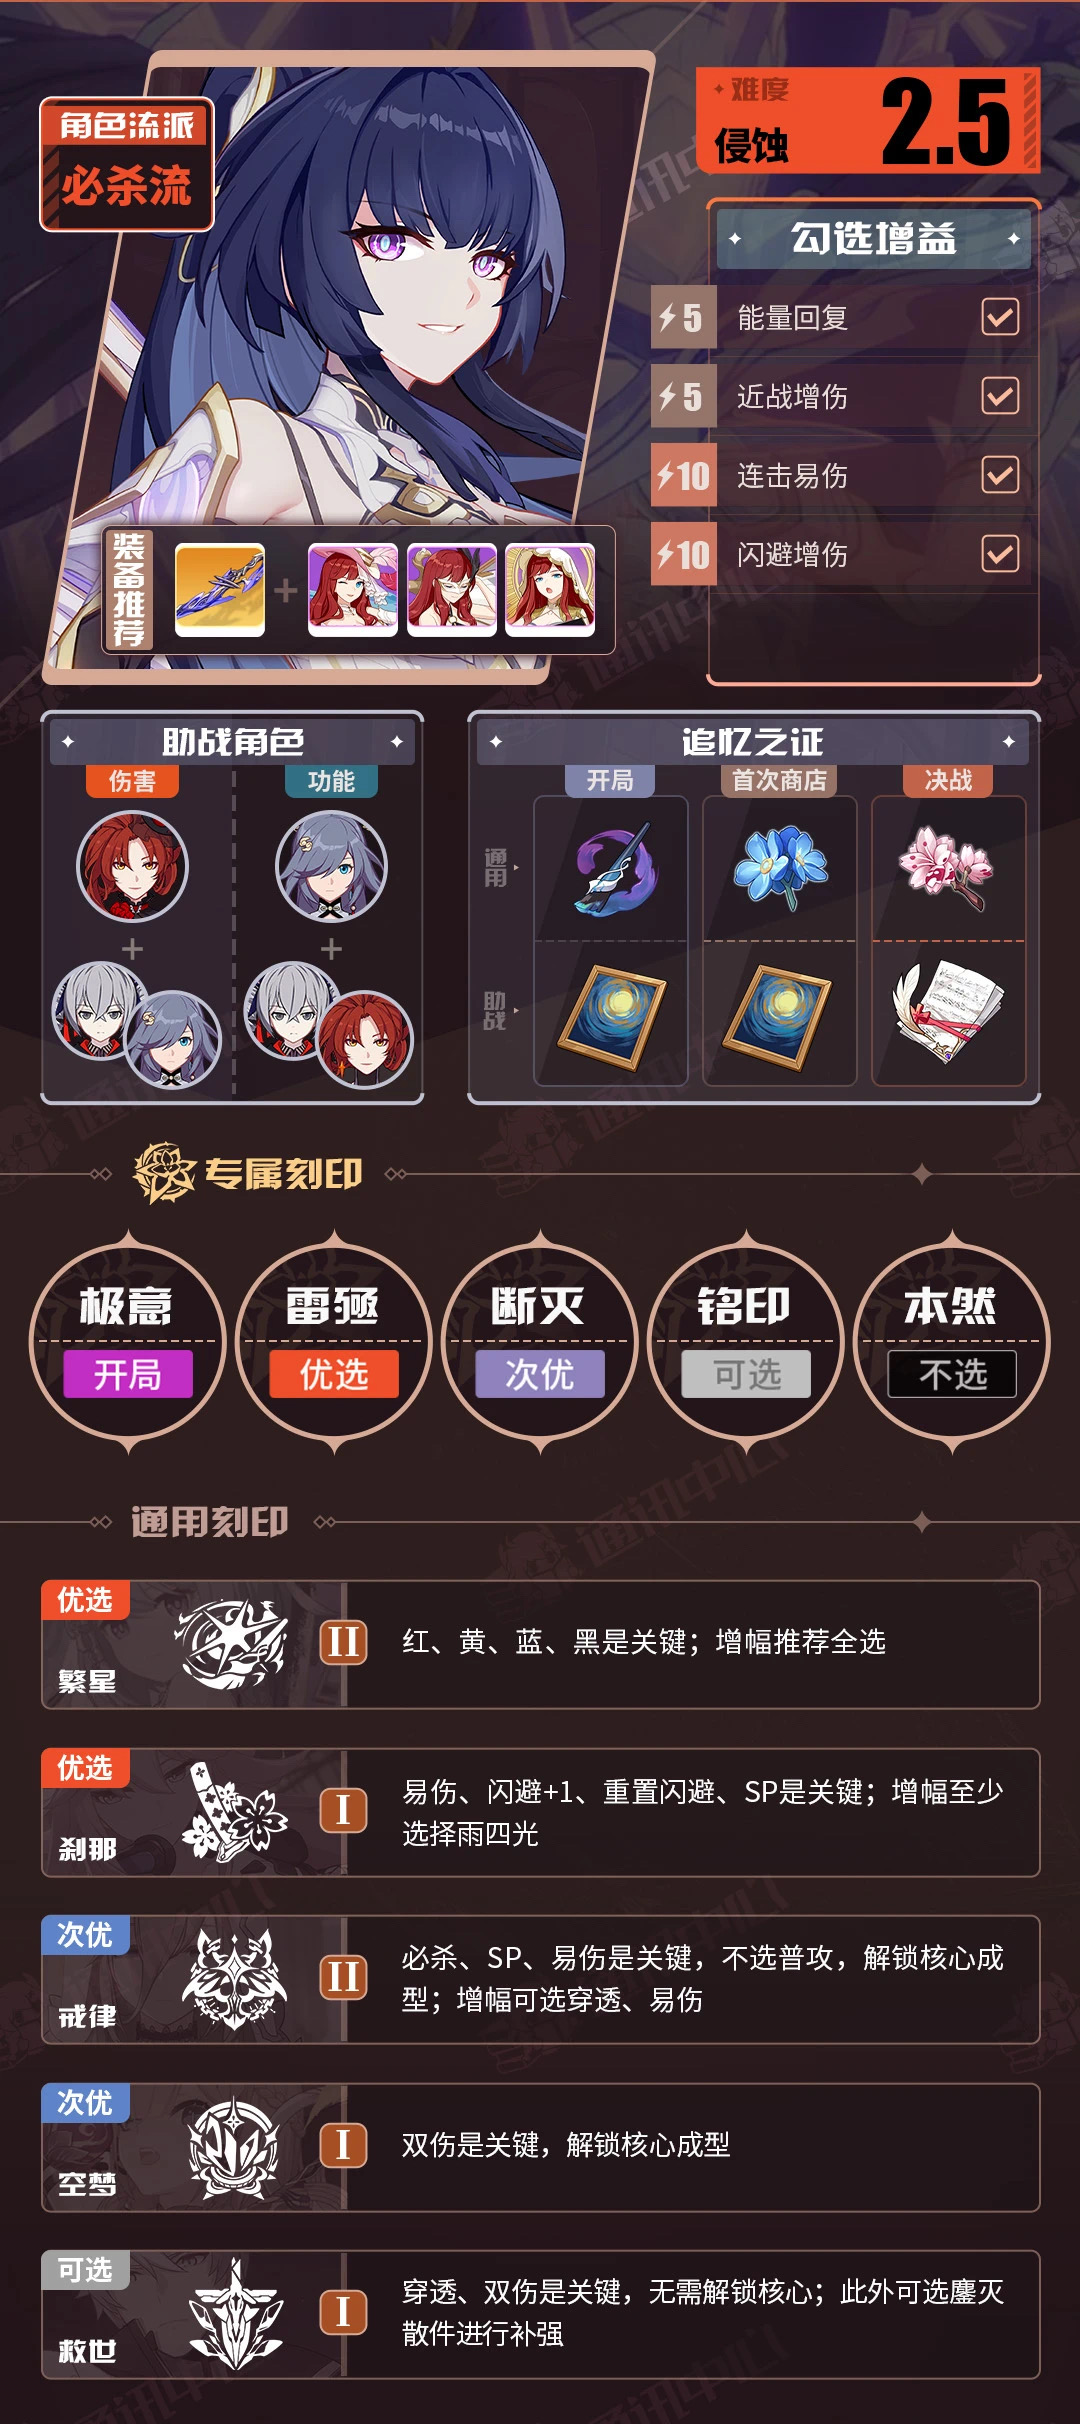 角色流派
必杀流
难度
侵蚀
2.5
勾选增益
5 能量回复
5 近战增伤
10 连击易伤
10 闪避增伤
装备推荐
助战角色
伤害
功能
追忆之证
开局
首次商店
决战
通用
助战
专属刻印
极意
开局
雷殛
优选
断灭
次优
铭印
可选
本然
不选
通用刻印
优选
繁星
II
红、黄、蓝、黑是关键；增幅推荐全选
优选
刹那
I
易伤、闪避+1、重置闪避、SP是关键；增幅至少
选择雨四光
次优
戒律
II
必杀、SP、易伤是关键，不选普攻，解锁核心成
型；增幅可选穿透、易伤
次优
空梦
I
双伤是关键，解锁核心成型
可选
救世
I
穿透、双伤是关键，无需解锁核心；此外可选鏖灭
散件进行补强
通讯中心